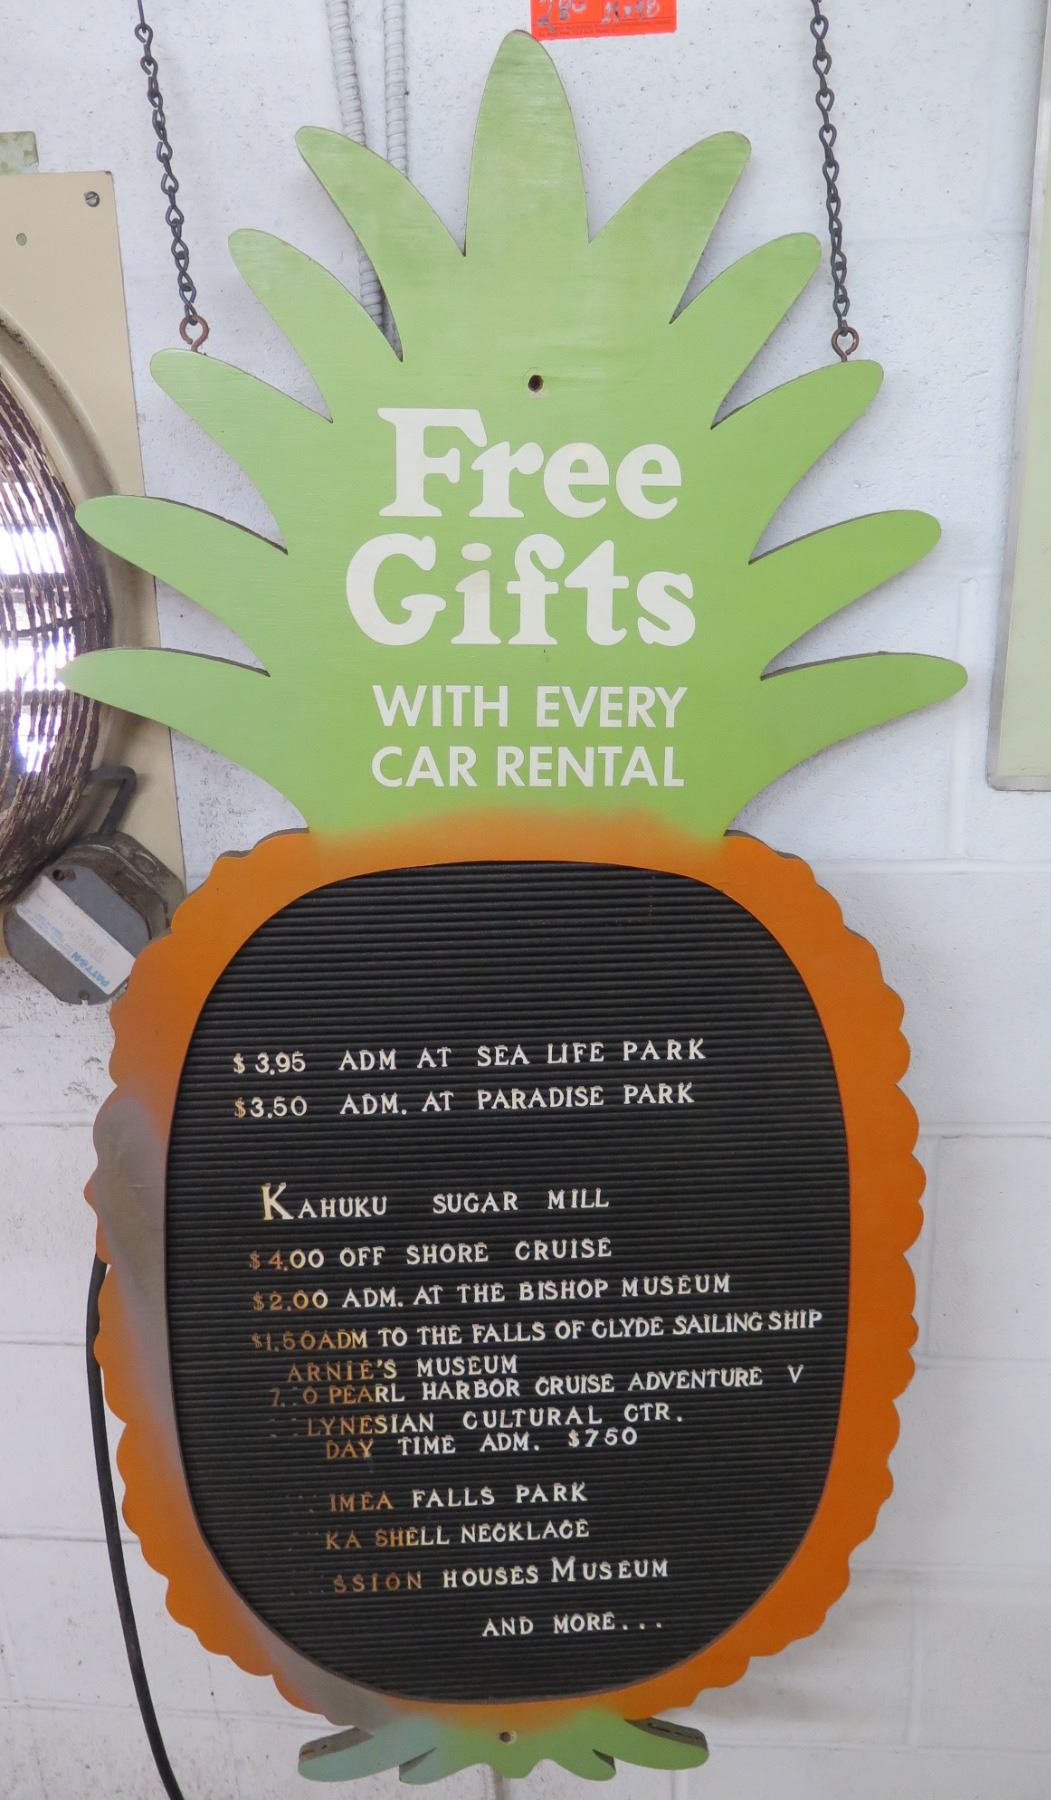 Free
Gifts
WITH EVERY
CAR RENTAL
$3.95 ADM AT SEA LIFE PARK
$3.50 ADM. AT PARADISE PARK
KAHUKU SUGAR MILL
$4.00 OFF SHORE CRUISE
$2.00 ADM. AT THE BISHOP MUSEUM
$1.50 ADM TO THE FALLS OF CLYDE SAILING SHIP
ARNIE'S MUSEUM
PEARL HARBOR CRUISE ADVENTURE V
LYNESIAN CULTURAL CTR.
DAY TIME ADM. $750
IMEA FALLS PARK
KA SHELL NECKLACE
SSION HOUSES MUSEUM
AND MORE...